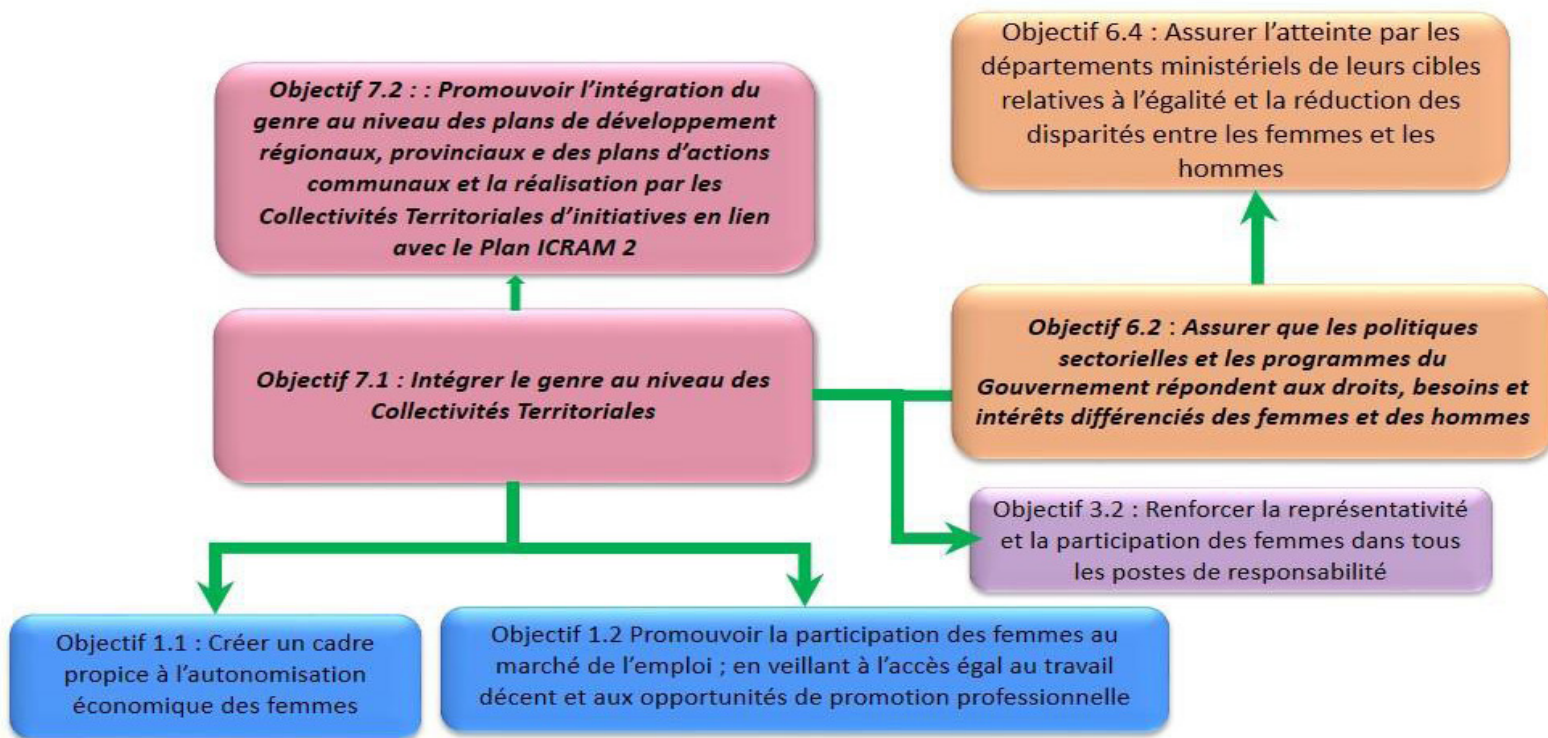 Objectif 7.2 : : Promouvoir l’intégration du
genre au niveau des plans de développement
régionaux, provinciaux e des plans d’actions
communaux et la réalisation par les
Collectivités Territoriales d’initiatives en lien
avec le Plan ICRAM 2
Objectif 6.4 : Assurer l’atteinte par les
départements ministériels de leurs cibles
relatives à l’égalité et la réduction des
disparités entre les femmes et les
hommes
Objectif 7.1 : Intégrer le genre au niveau des
Collectivités Territoriales
Objectif 6.2 : Assurer que les politiques
sectorielles et les programmes du
Gouvernement répondent aux droits, besoins et
intérêts différenciés des femmes et des hommes
Objectif 3.2 : Renforcer la représentativité
et la participation des femmes dans tous
les postes de responsabilité
Objectif 1.1 : Créer un cadre
propice à l’autonomisation
économique des femmes
Objectif 1.2 Promouvoir la participation des femmes au
marché de l’emploi ; en veillant à l’accès égal au travail
décent et aux opportunités de promotion professionnelle